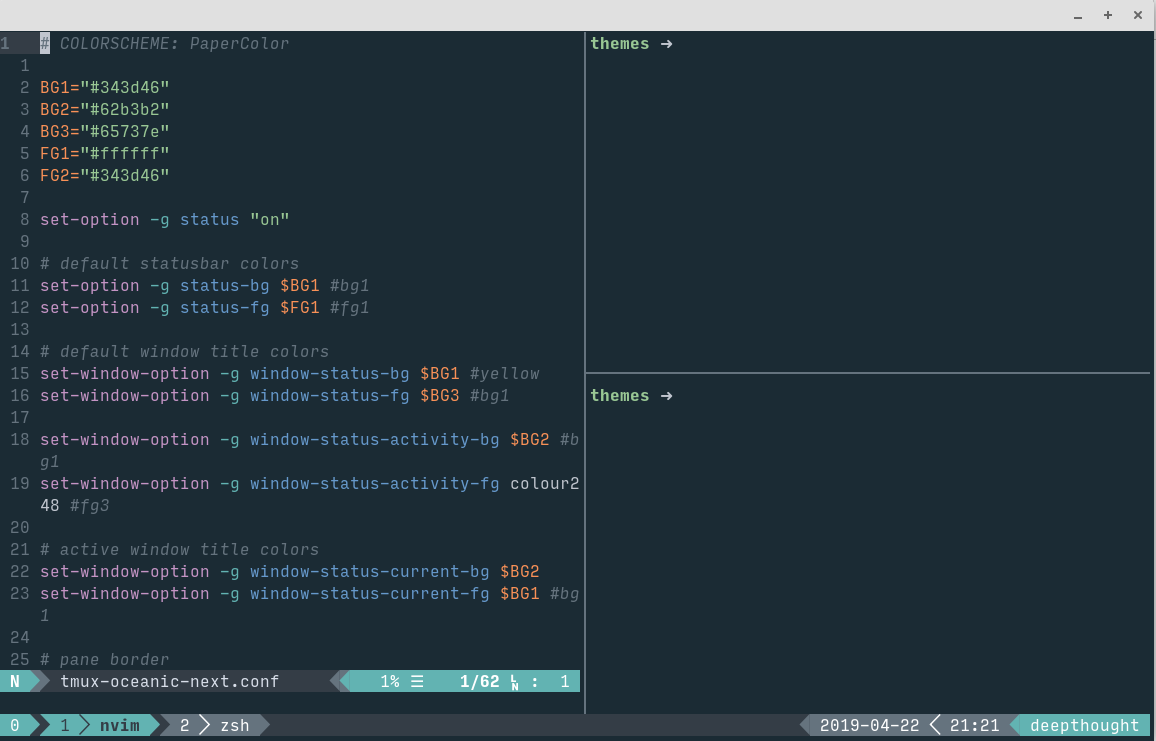 1 # COLORSCHEME: PaperColor
1
2 BG1="#343d46"
3 BG2="#62b3b2"
4 BG3="#65737e"
5 FG1="#ffffff"
6 FG2="#343d46"
7
8 set-option -g status "on"
9
10 # default statusbar colors
11 set-option -g status-bg $BG1 #bg1
12 set-option -g status-fg $FG1 #fg1
13
14 # default window title colors
15 set-window-option -g window-status-bg $BG1 #yellow
16 set-window-option -g window-status-fg $BG3 #bg1
17
18 set-window-option -g window-status-activity-bg $BG2 #b
g1
19 set-window-option -g window-status-activity-fg colour2
48 #fg3
20
21 # active window title colors
22 set-window-option -g window-status-current-bg $BG2
23 set-window-option -g window-status-current-fg $BG1 #bg
1
24
25 # pane border
N tmux-oceanic-next.conf 1% ☰ 1/62 LN : 1
themes ➜
themes ➜
0 1 nvim 2 zsh 2019-04-22 21:21 deepthought